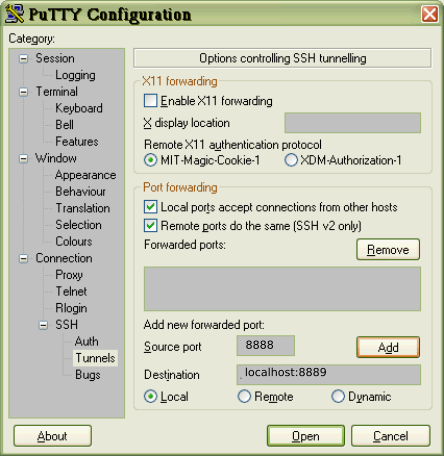 PuTTY Configuration
Category:
Session
Logging
Terminal
Keyboard
Bell
Features
Window
Appearance
Behaviour
Translation
Selection
Colours
Connection
Proxy
Telnet
Rlogin
SSH
Auth
Tunnels
Bugs
Options controlling SSH tunnelling
X11 forwarding
Enable X11 forwarding
X display location
Remote X11 authentication protocol
MIT-Magic-Cookie-1 XDM-Authorization-1
Port forwarding
Local ports accept connections from other hosts
Remote ports do the same (SSH v2 only)
Forwarded ports: Remove
Add new forwarded port:
Source port 8888 Add
Destination localhost:8889
Local Remote Dynamic
About Open Cancel